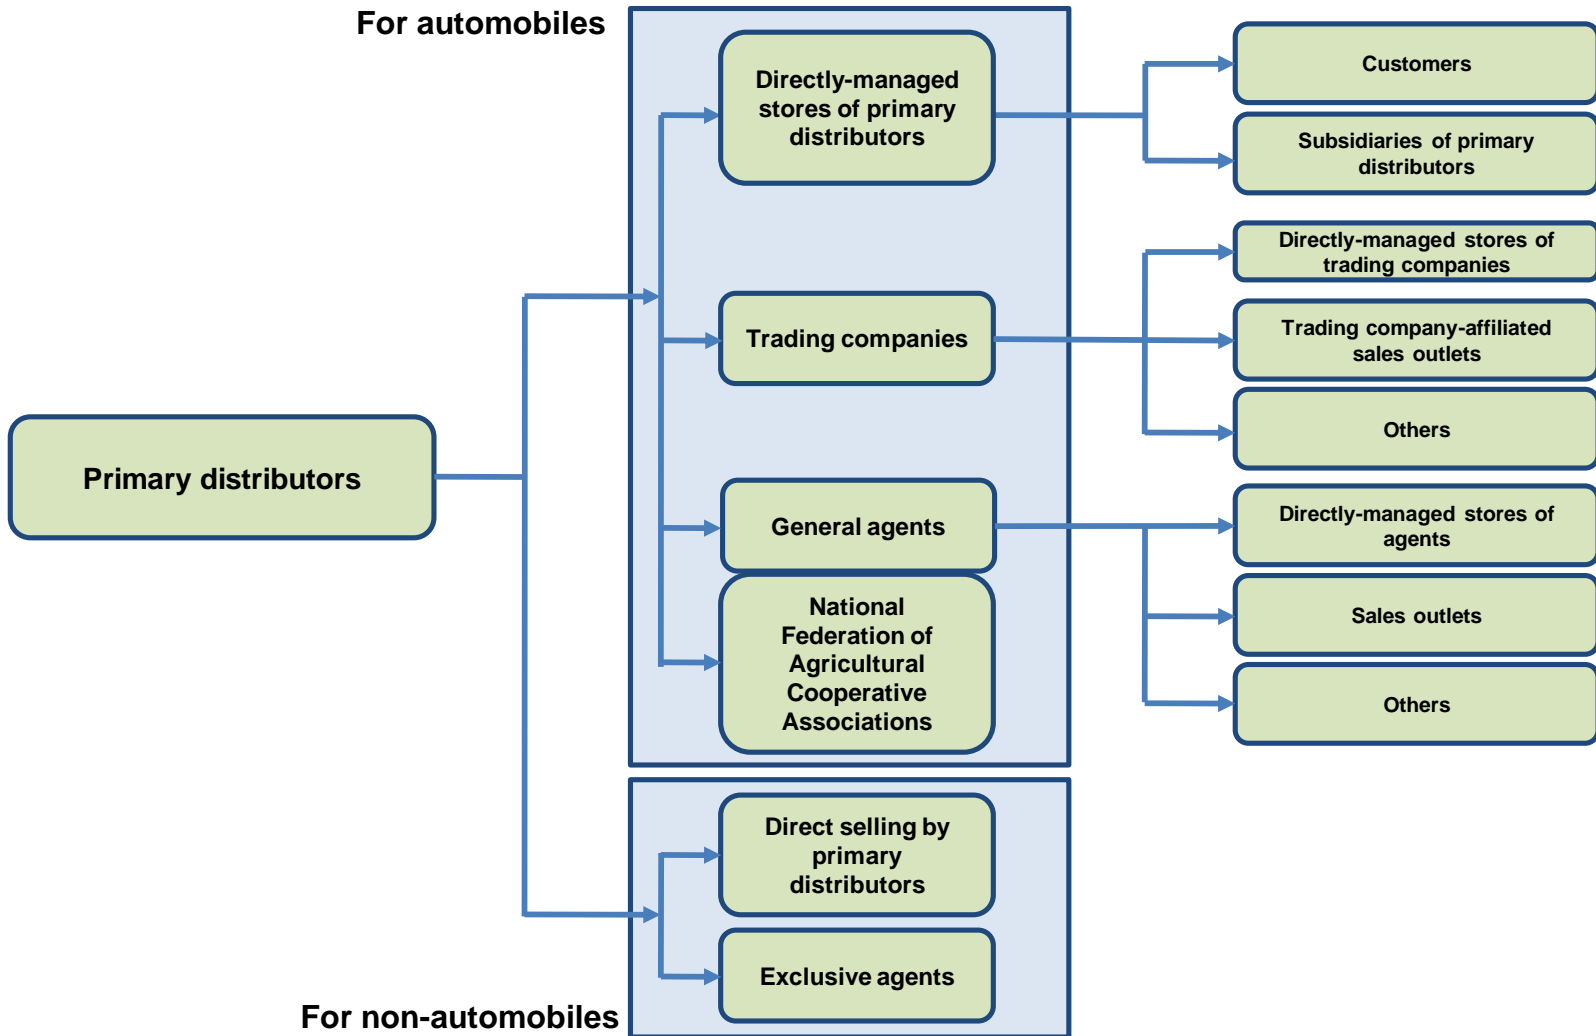 For automobiles
Directly-managed
stores of primary
distributors
Customers
Subsidiaries of primary
distributors
Trading companies
Directly-managed stores of
trading companies
Trading company-affiliated
sales outlets
Others
Primary distributors
General agents
Directly-managed stores of
agents
Sales outlets
Others
National
Federation of
Agricultural
Cooperative
Associations
Direct selling by
primary
distributors
Exclusive agents
For non-automobiles